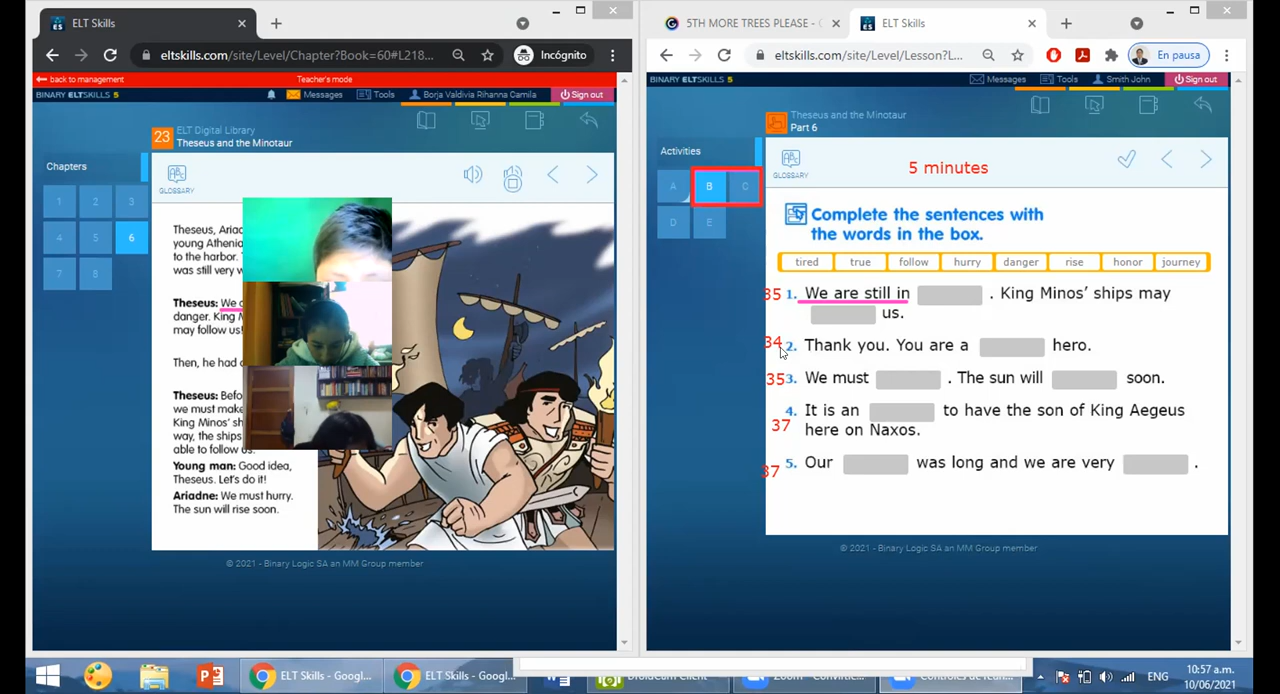 ELT Skills
5TH MORE TREES PLEASE - 
ELT Skills
eltskills.com/site/Level/Chapter?Book=60#L218...
Incógnito
eltskills.com/site/Level/Lesson?L...
En pausa
back to management
Teacher's mode
BINARY ELTSKILLS 5
Messages
Tools
Borja Valdivia Rihanna Camila
Sign out
BINARY ELTSKILLS 5
Messages
Tools
Smith John
Sign out
23
ELT Digital Library
Theseus and the Minotaur
Chapters
1 2 3
4 5 6
7 8
ABC
GLOSSARY
Theseus, Ariad
young Athenia
to the harbor. T
was still very
Theseus: We
danger. King M
may follow us!
Then, he had
Theseus: Befo
we must make
King Minos' sh
way, the ships
able to follow us.
Young man: Good idea,
Theseus. Let's do it!
Ariadne: We must hurry.
The sun will rise soon.
© 2021 - Binary Logic SA an MM Group member
Theseus and the Minotaur
Part 6
Activities
A B C
D E
ABC
GLOSSARY
5 minutes
Complete the sentences with
the words in the box.
tired true follow hurry danger rise honor journey
35 1. We are still in . King Minos' ships may
us.
34 2. Thank you. You are a hero.
35 3. We must . The sun will soon.
4. It is an to have the son of King Aegeus
37 here on Naxos.
37 5. Our was long and we are very .
© 2021 - Binary Logic SA an MM Group member
ELT Skills - Googl...
ELT Skills - Googl...
DroidCam Client
ENG
10:57 a.m.
10/06/2021